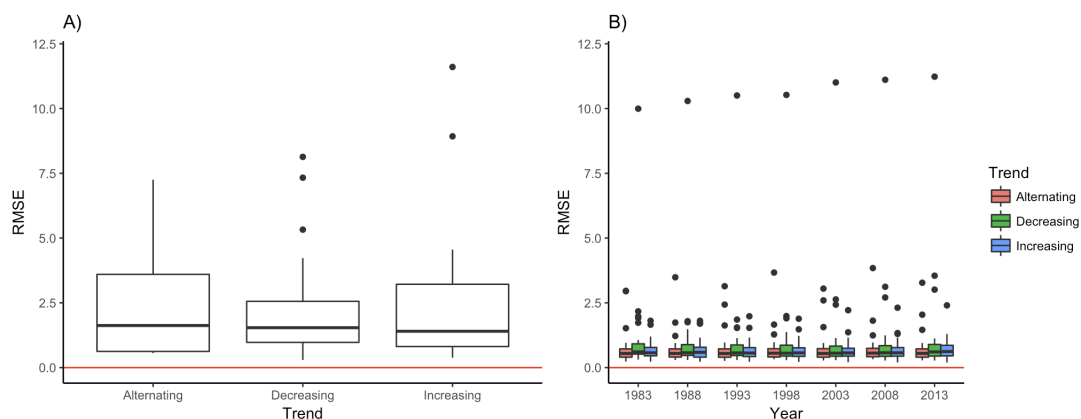 A)
12.5
10.0
7.5
5.0
2.5
0.0
RMSE
Alternating Decreasing Increasing
Trend
B)
12.5
10.0
7.5
5.0
2.5
0.0
RMSE
1983 1988 1993 1998 2003 2008 2013
Year
Trend
Alternating
Decreasing
Increasing